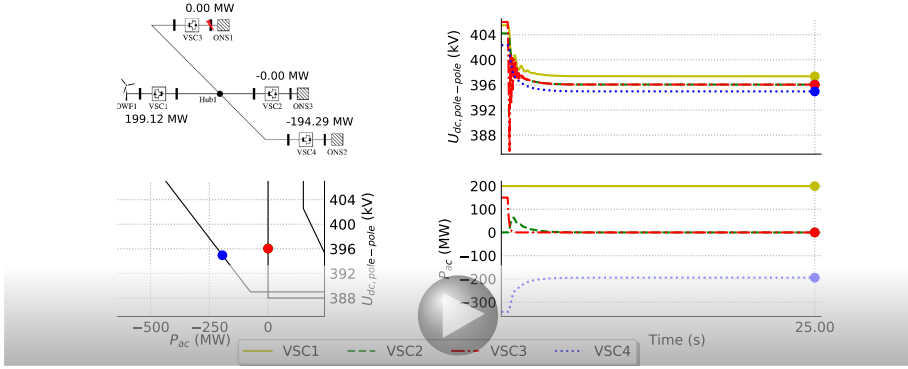 0.00 MW
VSC3
ONS1
-0.00 MW
Hub1
OWF1
VSC1
VSC2
ONS3
199.12 MW
-194.29 MW
VSC4
ONS2
404
400
396
392
388
U_dc,pole−pole (kV)
−500
−250
0
P_ac (MW)
404
400
396
392
388
U_dc,pole−pole (kV)
200
100
0
−100
−200
−300
P_ac (MW)
25.00
Time (s)
VSC1
VSC2
VSC3
VSC4